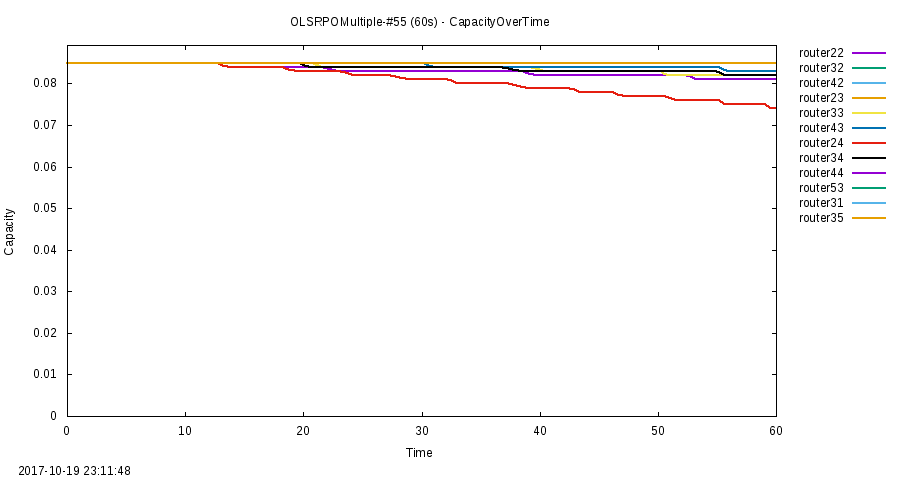 OLSRPOMultiple-#55 (60s) - CapacityOverTime
router22
router32
router42
router23
router33
router43
router24
router34
router44
router53
router31
router35
0.08
0.07
0.06
0.05
0.04
0.03
0.02
0.01
0
Capacity
0 10 20 30 40 50 60
Time
2017-10-19 23:11:48